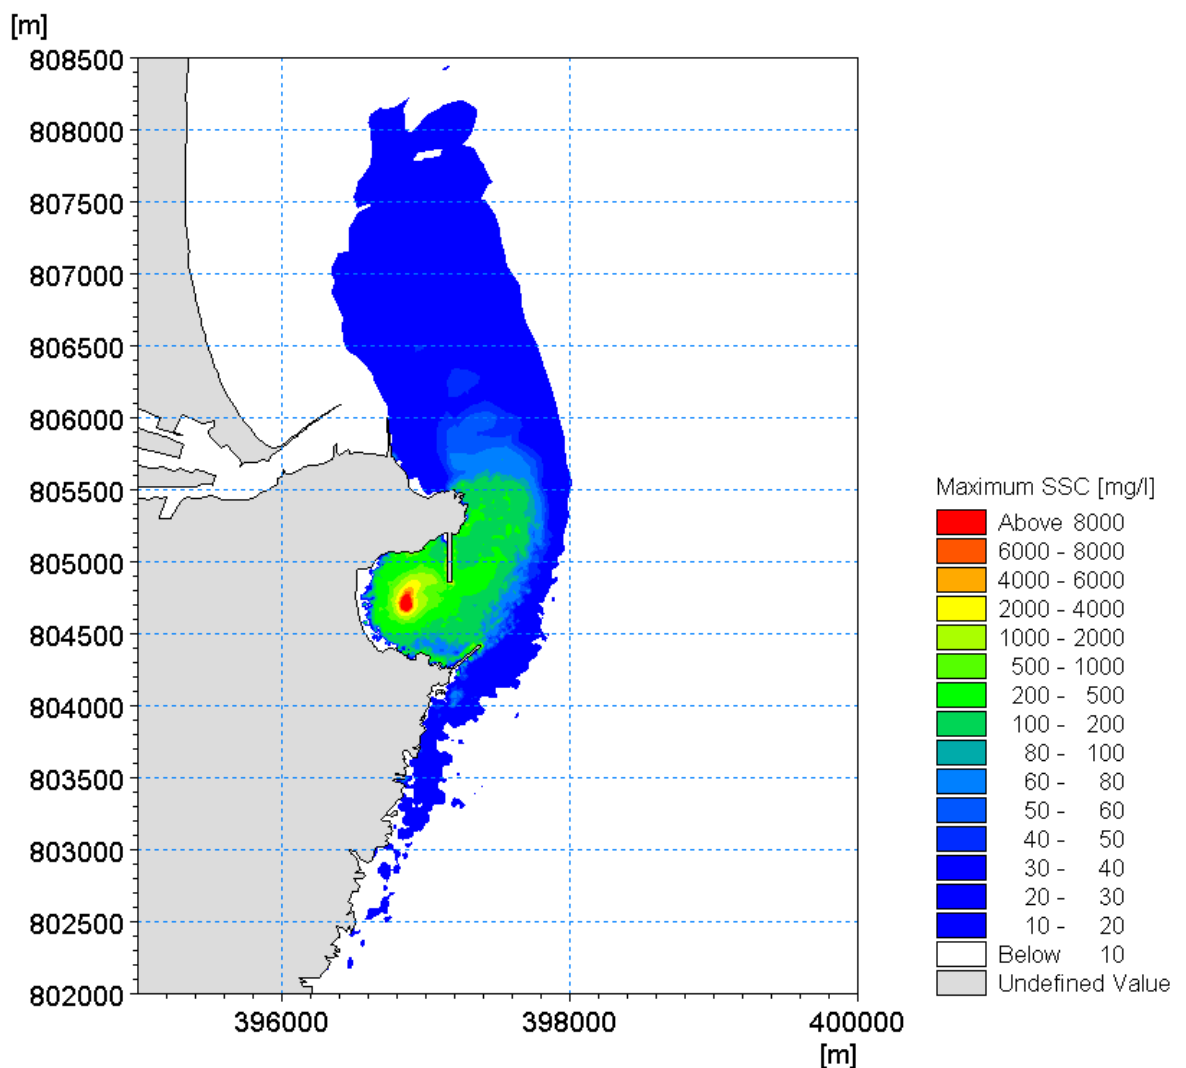 [m]
808500
808000
807500
807000
806500
806000
805500
805000
804500
804000
803500
803000
802500
802000
396000 398000 400000
[m]
Maximum SSC [mg/l]
Above 8000
6000 - 8000
4000 - 6000
2000 - 4000
1000 - 2000
500 - 1000
200 - 500
100 - 200
80 - 100
60 - 80
50 - 60
40 - 50
30 - 40
20 - 30
10 - 20
Below 10
Undefined Value